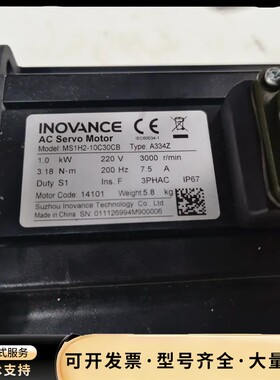 INOVANCE
CE
IEC60034-1
AC Servo Motor
Model: MS1H2-10C30CB Type: A334Z
1.0 kW 220 V 3000 r/min
3.18 N·m 200 Hz 7.5 A
Duty S1 Ins. F 3PHAC IP67
Motor Code: 14101 Weight:5.8 kg
Suzhou Inovance Technology Co., Ltd.
Made in China SN: 011126994M900006
式服务
支持
可开发票·型号齐全·大量